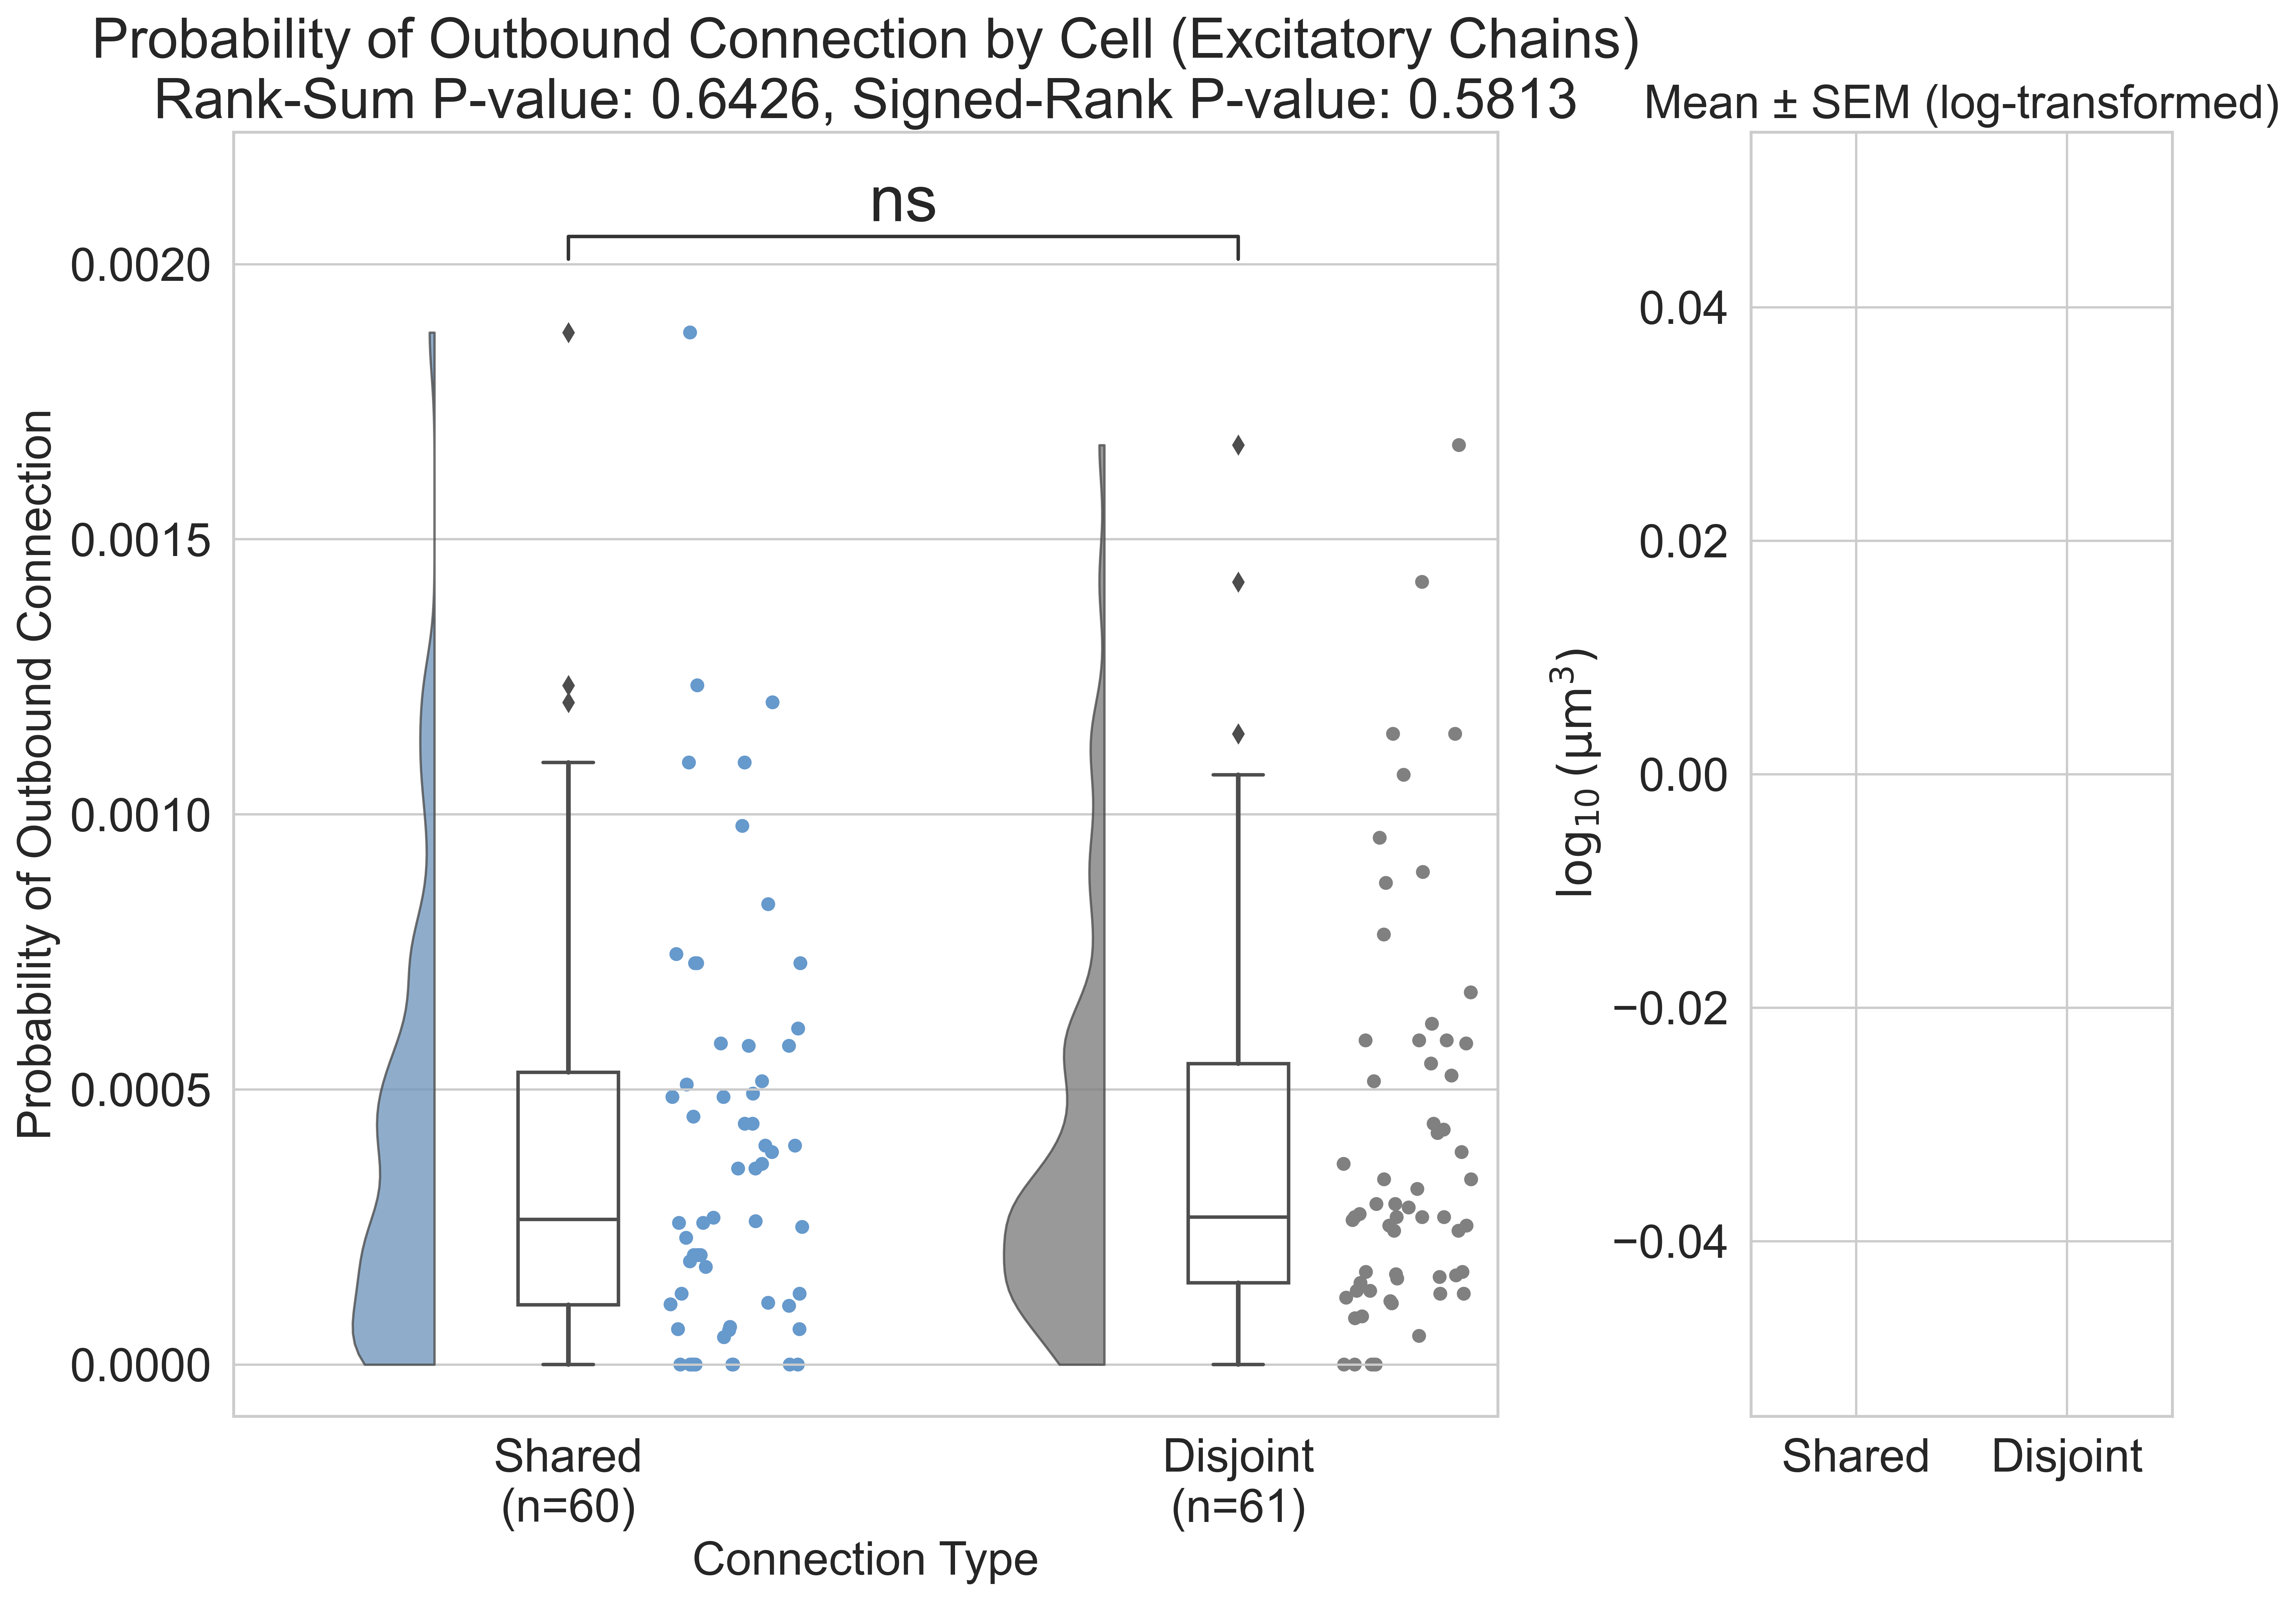 Probability of Outbound Connection by Cell (Excitatory Chains)
Rank-Sum P-value: 0.6426, Signed-Rank P-value: 0.5813
Mean ± SEM (log-transformed)
ns
Probability of Outbound Connection
0.0020
0.0015
0.0010
0.0005
0.0000
Shared
(n=60)
Disjoint
(n=61)
Connection Type
log₁₀ (μm³)
0.04
0.02
0.00
−0.02
−0.04
Shared
Disjoint